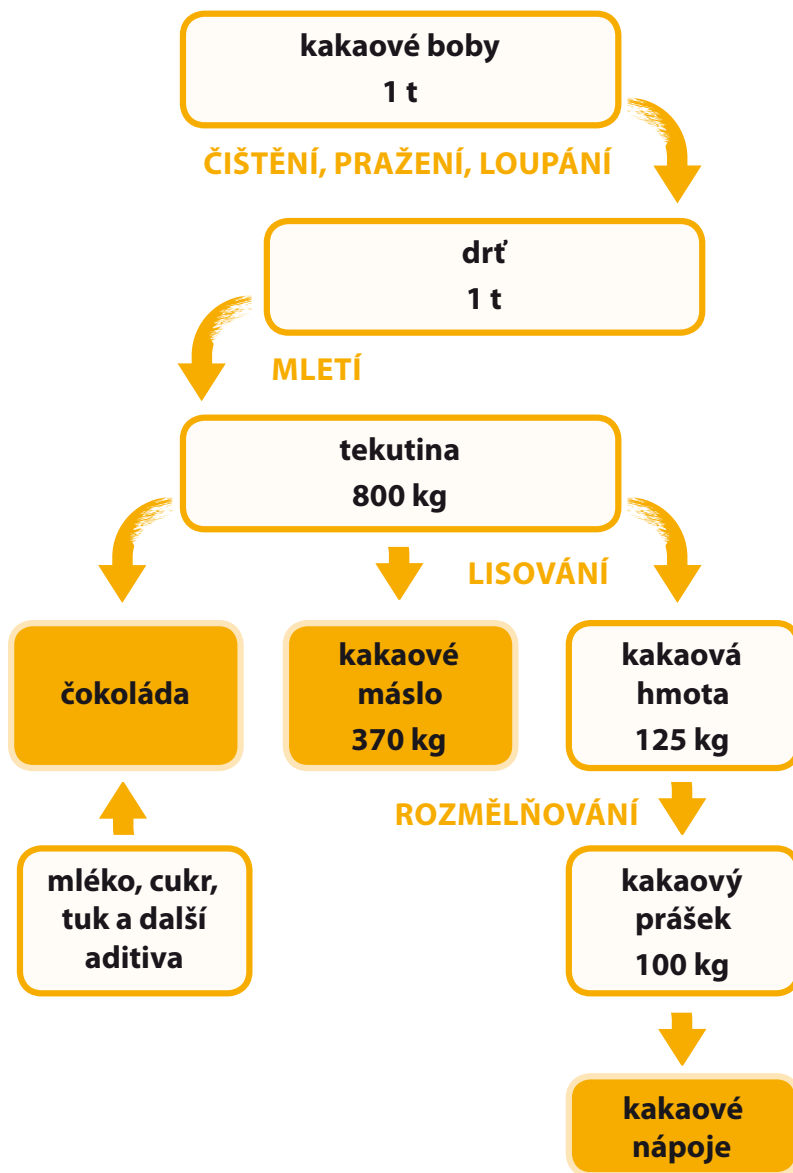 kakaové boby
1 t
ČIŠTĚNÍ, PRAŽENÍ, LOUPÁNÍ
drť
1 t
MLETÍ
tekutina
800 kg
LISOVÁNÍ
čokoláda
kakaové
máslo
370 kg
kakaová
hmota
125 kg
ROZMĚLŇOVÁNÍ
mléko, cukr,
tuk a další
aditiva
kakaový
prášek
100 kg
kakaové
nápoje